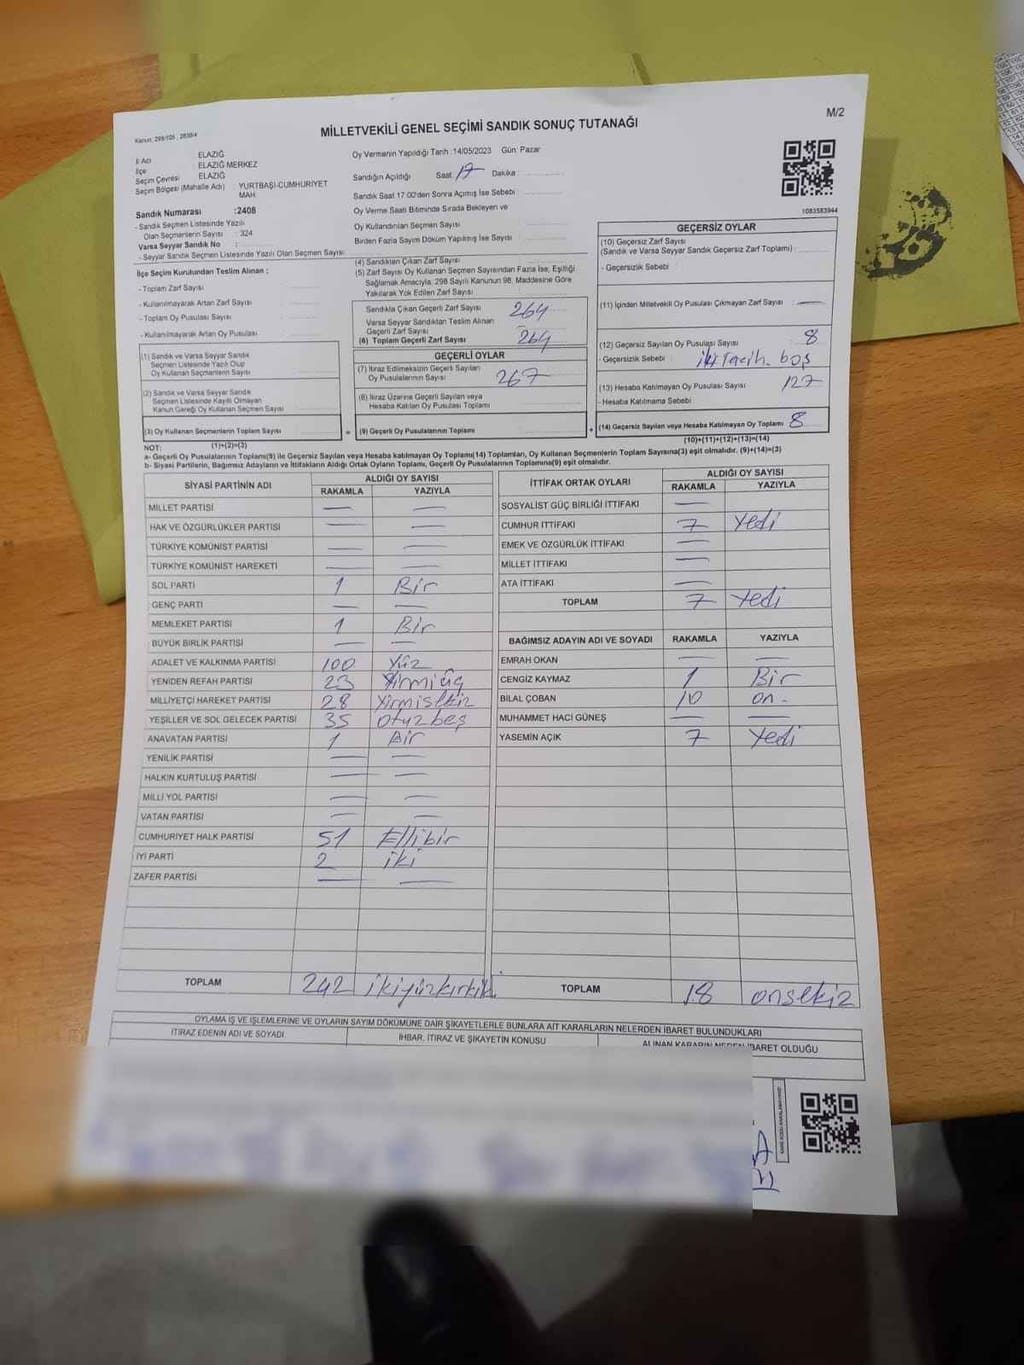 M/2
Kanun: 298/105 , 2839/4
MİLLETVEKİLİ GENEL SEÇİMİ SANDIK SONUÇ TUTANAĞI
İl Adı ELAZIĞ
İlçe ELAZIĞ MERKEZ
Seçim Çevresi ELAZIĞ
Seçim Bölgesi (Mahalle Adı) YURTBAŞI-CUMHURİYET MAH
Sandık Numarası :2408
- Sandık Seçmen Listesinde Yazılı
Olan Seçmenlerin Sayısı : 324
Varsa Seyyar Sandık No :
- Seyyar Sandık Seçmen Listesinde Yazılı Olan Seçmen Sayısı:
İlçe Seçim Kurulundan Teslim Alınan ;
- Toplam Zarf Sayısı
- Kullanılmayarak Artan Zarf Sayısı
- Toplam Oy Pusulası Sayısı
- Kullanılmayarak Artan Oy Pusulası
(1) Sandık ve Varsa Seyyar Sandık
Seçmen Listesinde Yazılı Olup
Oy Kullanan Seçmen Sayısı
(2) Sandık ve Varsa Seyyar Sandık
Seçmen Listesinde Kayıtlı Olmayan
Kanun Gereği Oy Kullanan Seçmen Sayısı
(3) Oy Kullanan Seçmenlerin Toplam Sayısı
Oy Vermenin Yapıldığı Tarih :14/05/2023 Gün: Pazar
Sandığın Açıldığı Saat 17 Dakika :
Sandık Saat 17:00'den Sonra Açılmış İse Sebebi :
Oy Verme Saati Bitiminde Sırada Bekleyen ve
Oy Kullandırılan Seçmen Sayısı
Birden Fazla Sayım Döküm Yapılmış İse Sayısı :
(4) Sandıktan Çıkan Zarf Sayısı
(5) Zarf Sayısı Oy Kullanan Seçmen Sayısından Fazla İse, Eşitliği
Sağlamak Amacıyla, 298 Sayılı Kanunun 98. Maddesine Göre
Yakılarak Yok Edilen Zarf Sayısı
Sandıkta Çıkan Geçerli Zarf Sayısı 264
Varsa Seyyar Sandıktan Teslim Alınan
Geçerli Zarf Sayısı
(6) Toplam Geçerli Zarf Sayısı 264
GEÇERLİ OYLAR
(7) İtiraz Edilmeksizin Geçerli Sayılan
Oy Pusulalarının Sayısı 267
(8) İtiraz Üzerine Geçerli Sayılan veya
Hesaba Katılan Oy Pusulaları Toplamı
(9) Geçerli Oy Pusulalarının Toplamı
1083583944
GEÇERSİZ OYLAR
(10) Geçersiz Zarf Sayısı
(Sandık ve Varsa Seyyar Sandık Geçersiz Zarf Toplamı) :
- Geçersizlik Sebebi :
(11) İçinden Milletvekili Oy Pusulası Çıkmayan Zarf Sayısı : —
(12) Geçersiz Sayılan Oy Pusulası Sayısı 8
- Geçersizlik Sebebi : iki Tercih. boş
(13) Hesaba Katılmayan Oy Pusulası Sayısı 127
- Hesaba Katılmama Sebebi
(14) Geçersiz Sayılan veya Hesaba Katılmayan Oy Toplamı 8
NOT: (1)+(2)=(3) (10)+(11)+(12)+(13)=(14)
a- Geçerli Oy Pusulalarının Toplamı(9) ile Geçersiz Sayılan veya Hesaba Katılmayan Oy Toplamı(14) Toplamları, Oy Kullanan Seçmenlerin Toplam Sayısına(3) eşit olmalıdır. (9)+(14)=(3)
b- Siyasi Partilerin, Bağımsız Adayların ve İttifakların Aldığı Ortak Oyların Toplamı, Geçerli Oy Pusulalarının Toplamına(9) eşit olmalıdır.
SİYASİ PARTİNİN ADI ALDIĞI OY SAYISI
RAKAMLA YAZIYLA
MİLLET PARTİSİ — —
HAK VE ÖZGÜRLÜKLER PARTİSİ — —
TÜRKİYE KOMÜNİST PARTİSİ — —
TÜRKİYE KOMÜNİST HAREKETİ — —
SOL PARTİ 1 Bir
GENÇ PARTİ — —
MEMLEKET PARTİSİ 1 Bir
BÜYÜK BİRLİK PARTİSİ — —
ADALET VE KALKINMA PARTİSİ 100 Yüz
YENİDEN REFAH PARTİSİ 23 Yirmiüç
MİLLİYETÇİ HAREKET PARTİSİ 28 Yirmisekiz
YEŞİLLER VE SOL GELECEK PARTİSİ 35 otuzbeş
ANAVATAN PARTİSİ 1 Bir
YENİLİK PARTİSİ — —
HALKIN KURTULUŞ PARTİSİ — —
MİLLİ YOL PARTİSİ — —
VATAN PARTİSİ — —
CUMHURİYET HALK PARTİSİ 51 Ellibir
İYİ PARTİ 2 iki
ZAFER PARTİSİ — —
TOPLAM 242 ikiyüzkırkik
İTTİFAK ORTAK OYLARI ALDIĞI OY SAYISI
RAKAMLA YAZIYLA
SOSYALİST GÜÇ BİRLİĞİ İTTİFAKI —
CUMHUR İTTİFAKI 7 Yedi
EMEK VE ÖZGÜRLÜK İTTİFAKI —
MİLLET İTTİFAKI —
ATA İTTİFAKI —
TOPLAM 7 Yedi
BAĞIMSIZ ADAYIN ADI VE SOYADI RAKAMLA YAZIYLA
EMRAH OKAN — —
CENGİZ KAYMAZ 1 Bir
BİLAL ÇOBAN 10 on-
MUHAMMET HACI GÜNEŞ — —
YASEMİN AÇIK 7 Yedi
TOPLAM 18 onsekiz
OYLAMA İŞ VE İŞLEMLERİNE VE OYLARIN SAYIM DÖKÜMÜNE DAİR ŞİKAYETLERLE BUNLARA AİT KARARLARIN NELERDEN İBARET BULUNDUKLARI
İTİRAZ EDENİN ADI VE SOYADI İHBAR, İTİRAZ VE ŞİKAYETİN KONUSU ALINAN KARARIN NEDEN İBARET OLDUĞU